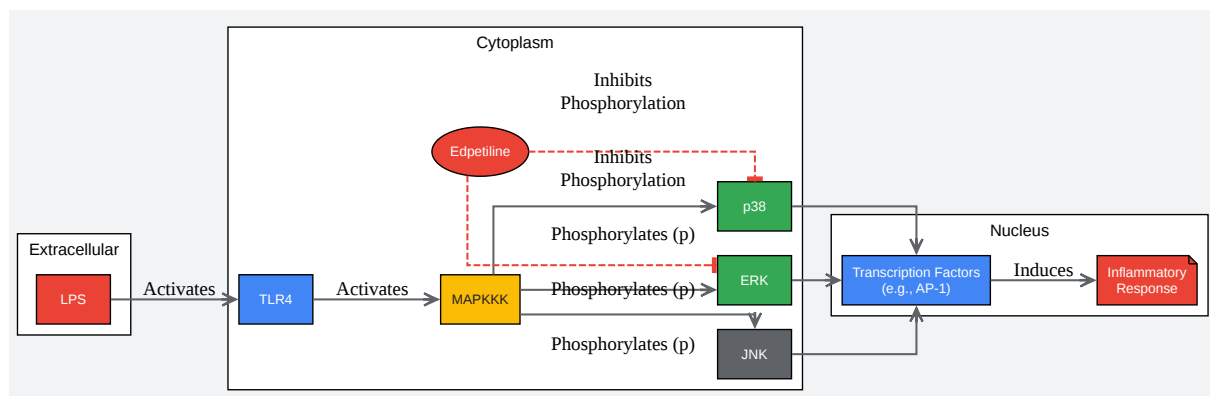 Cytoplasm
Inhibits
Phosphorylation
Edpetiline
Inhibits
Phosphorylation
p38
Phosphorylates (p)
Nucleus
Extracellular
LPS
Activates
TLR4
Activates
MAPKKK
Phosphorylates (p)
ERK
Transcription Factors
(e.g., AP-1)
Induces
Inflammatory
Response
Phosphorylates (p)
JNK